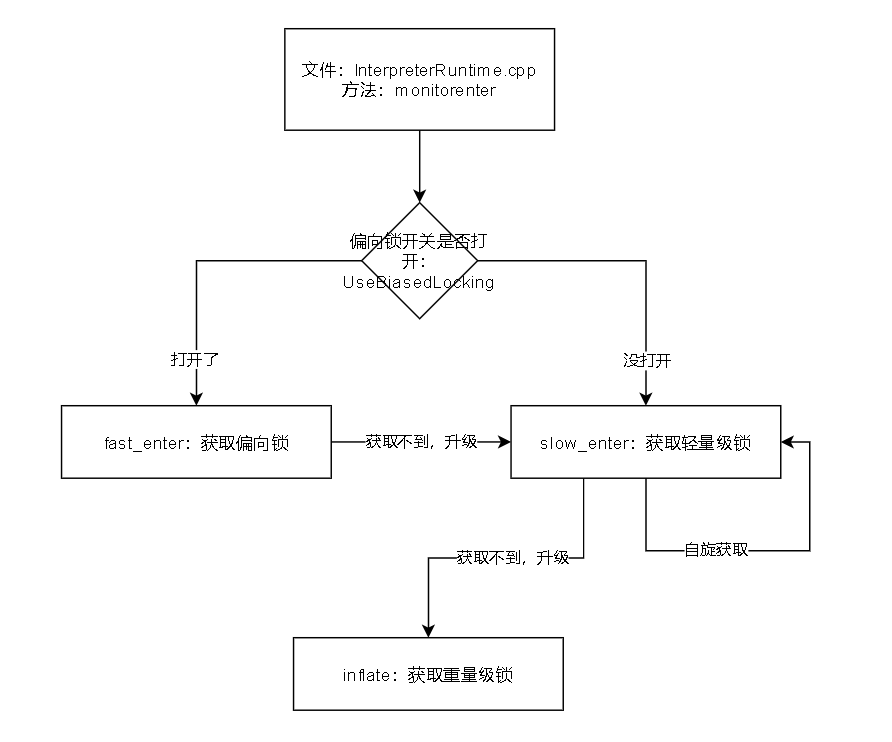 文件：InterpreterRuntime.cpp
方法：monitorenter
偏向锁开关是否打
开：
UseBiasedLocking
打开了
没打开
fast_enter：获取偏向锁
获取不到，升级
slow_enter：获取轻量级锁
自旋获取
获取不到，升级
inflate：获取重量级锁